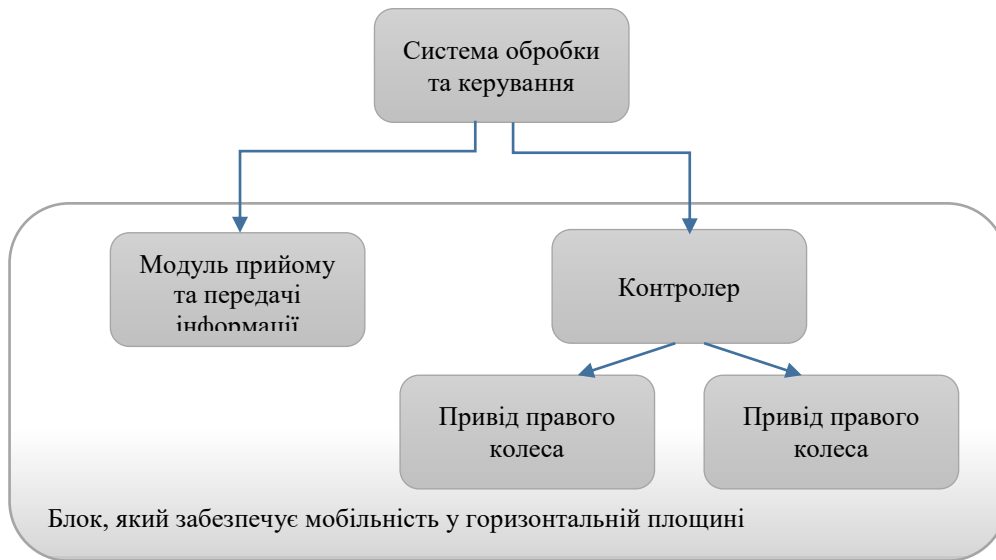 Система обробки
та керування
Модуль прийому
та передачі
інформації
Контролер
Привід правого
колеса
Привід правого
колеса
Блок, який забезпечує мобільність у горизонтальній площині